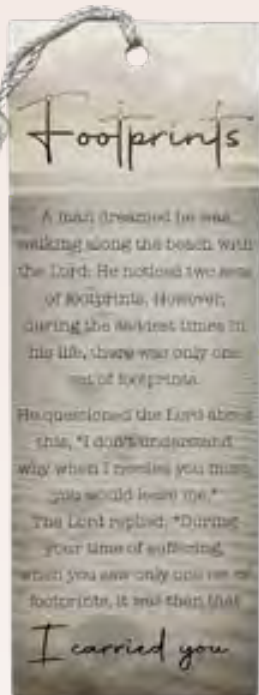 Footprints
A man dreamed he was
walking along the beach with
the Lord. He noticed two sets
of footprints. However,
during the saddest times in
his life, there was only one
set of footprints.
He questioned the Lord about
this, "I don't understand
why when I needed you most,
you would leave me."
The Lord replied, "During
your time of suffering,
when you saw only one set of
footprints, it was then that
I carried you